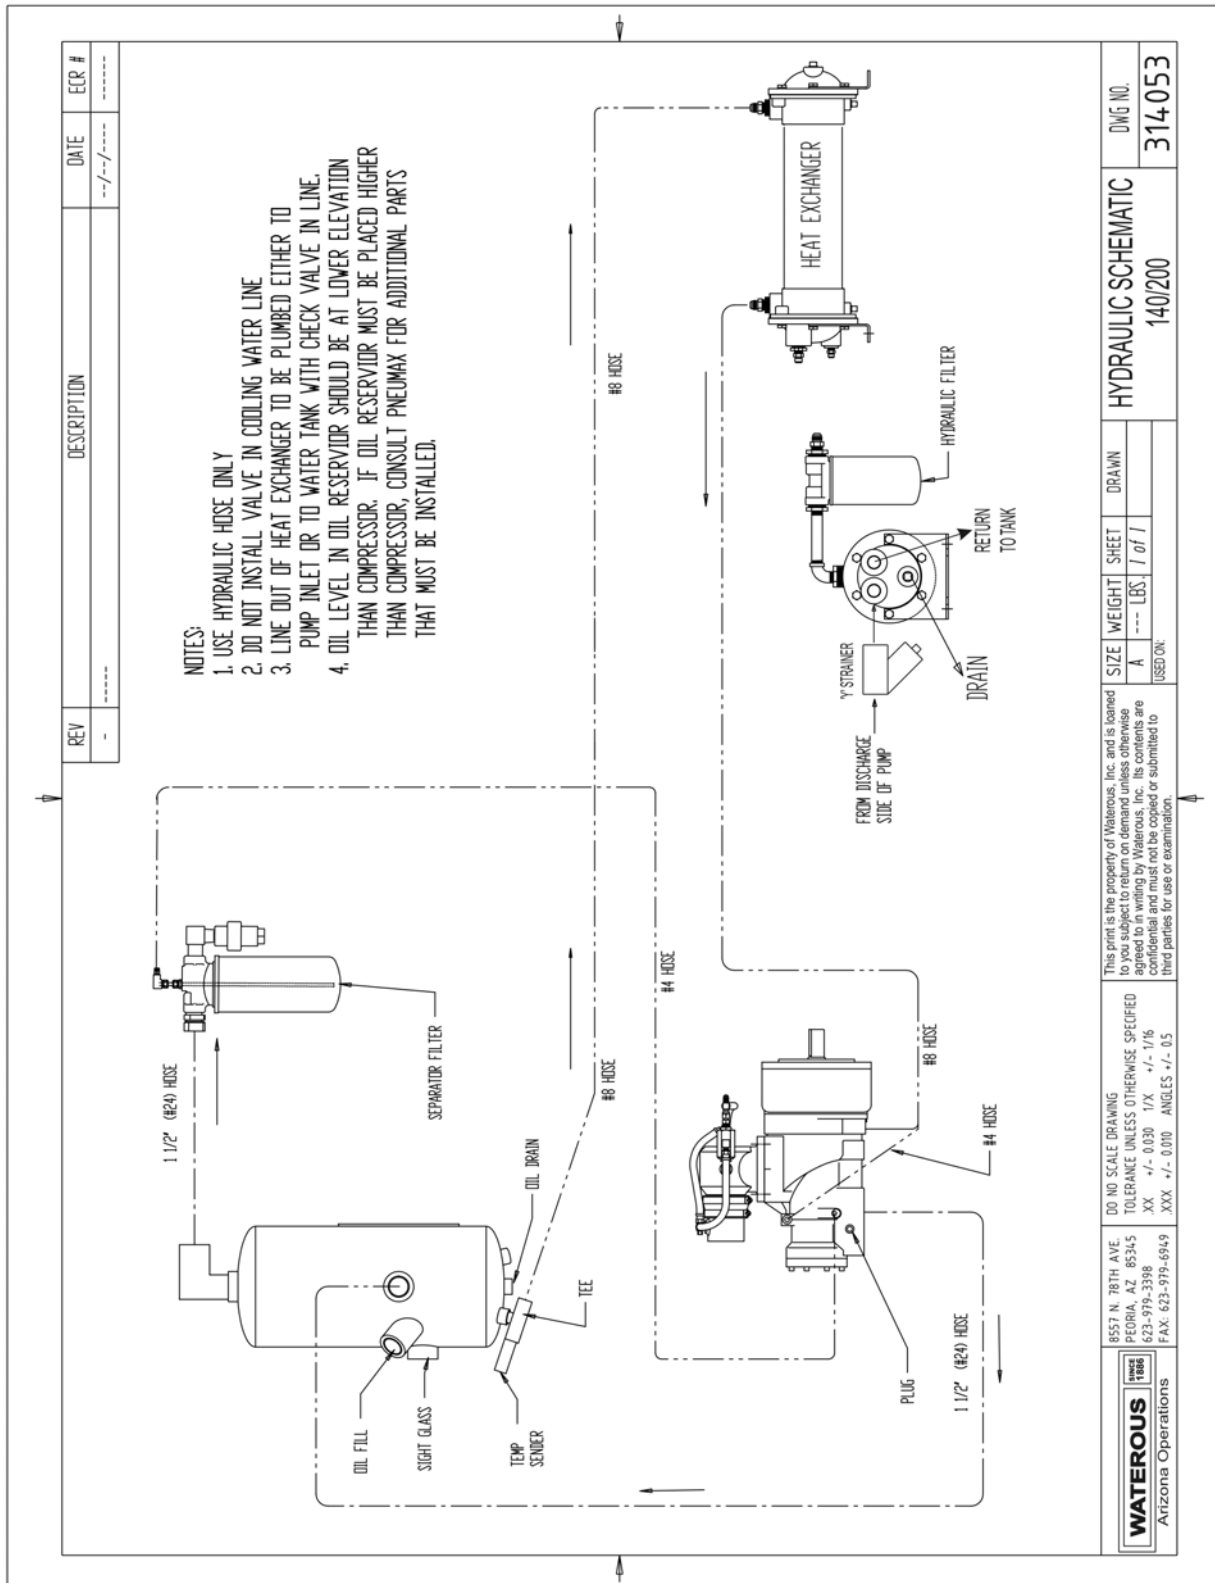 REV
DESCRIPTION
DATE
ECR #
-
-----
--/--/----
-----
NOTES:
1. USE HYDRAULIC HOSE ONLY
2. DO NOT INSTALL VALVE IN COOLING WATER LINE
3. LINE OUT OF HEAT EXCHANGER TO BE PLUMBED EITHER TO
PUMP INLET OR TO WATER TANK WITH CHECK VALVE IN LINE.
4. OIL LEVEL IN OIL RESERVIOR SHOULD BE AT LOWER ELEVATION
THAN COMPRESSOR. IF OIL RESERVIOR MUST BE PLACED HIGHER
THAN COMPRESSOR, CONSULT PNEUMAX FOR ADDITIONAL PARTS
THAT MUST BE INSTALLED.
1 1/2" (#24) HOSE
SEPARATOR FILTER
OIL FILL
SIGHT GLASS
TEMP
SENDER
TEE
OIL DRAIN
#8 HOSE
#4 HOSE
#8 HOSE
HEAT EXCHANGER
HYDRAULIC FILTER
RETURN
TO TANK
DRAIN
'Y' STRAINER
FROM DISCHARGE
SIDE OF PUMP
#8 HOSE
#4 HOSE
PLUG
1 1/2" (#24) HOSE
WATEROUS
SINCE
1886
Arizona Operations
8557 N. 78TH AVE.
PEORIA, AZ 85345
623-979-3398
FAX: 623-979-6949
DO NO SCALE DRAWING
TOLERANCE UNLESS OTHERWISE SPECIFIED
.XX +/- 0.030 1/X +/- 1/16
.XXX +/- 0.010 ANGLES +/- 0.5
This print is the property of Waterous, Inc. and is loaned
to you subject to return on demand unless otherwise
agreed to in writing by Waterous, Inc. Its contents are
confidential and must not be copied or submitted to
third parties for use or examination.
SIZE
WEIGHT
SHEET
DRAWN
A
--- LBS.
1 of 1
USED ON:
HYDRAULIC SCHEMATIC
140/200
DWG NO.
314053